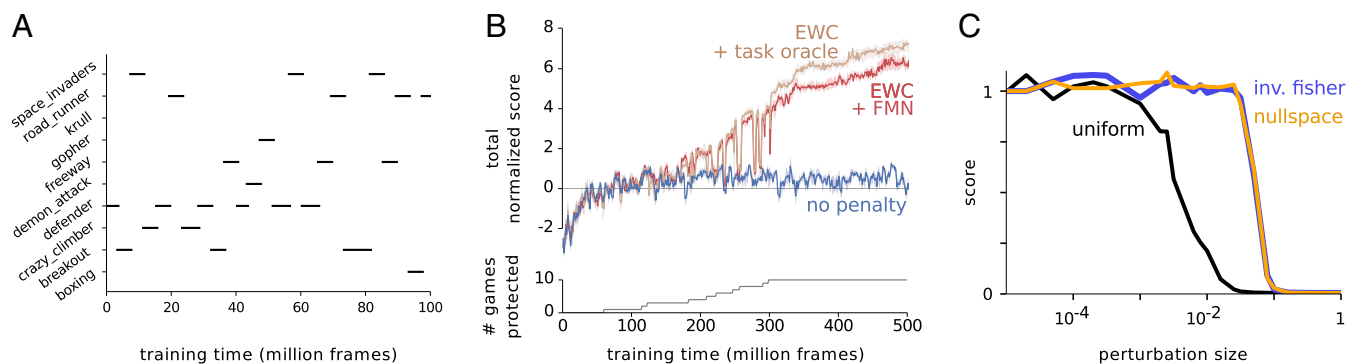 A
space_invaders
road_runner
krull
gopher
freeway
demon_attack
defender
crazy_climber
breakout
boxing
0 20 40 60 80 100
training time (million frames)
B
total
normalized score
8
6
4
2
0
-2
EWC
+ task oracle
EWC
+ FMN
no penalty
# games
protected
10
0
0 100 200 300 400 500
training time (million frames)
C
score
1
0
uniform
inv. fisher
nullspace
10-4 10-2 1
perturbation size